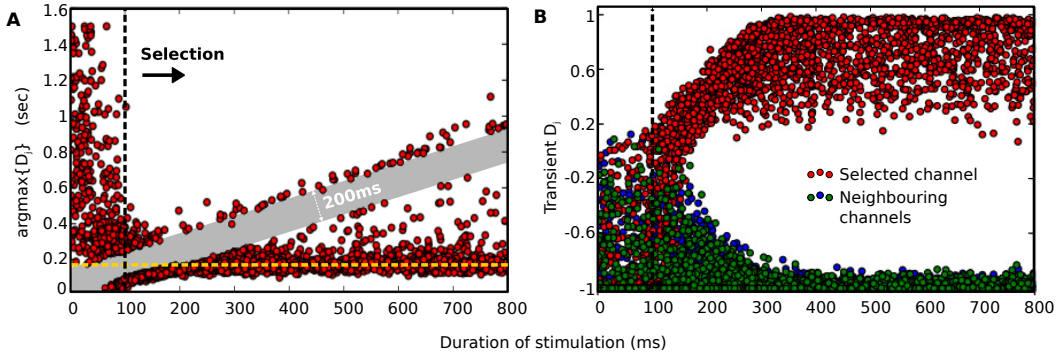 A
argmax{Dj} (sec)
1.6
1.4
1.2
1.0
0.8
0.6
0.4
0.2
0
Selection
200ms
0 100 200 300 400 500 600 700 800
B
Transient Dj
1
0.6
0.2
-0.2
-0.6
-1
Selected channel
Neighbouring
channels
0 100 200 300 400 500 600 700 800
Duration of stimulation (ms)